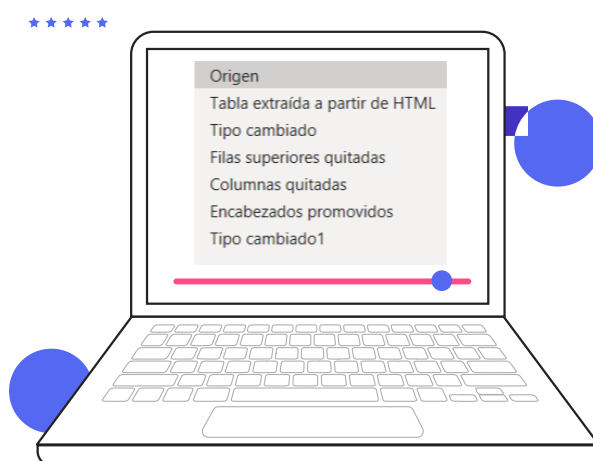 Origen
Tabla extraída a partir de HTML
Tipo cambiado
Filas superiores quitadas
Columnas quitadas
Encabezados promovidos
Tipo cambiado1